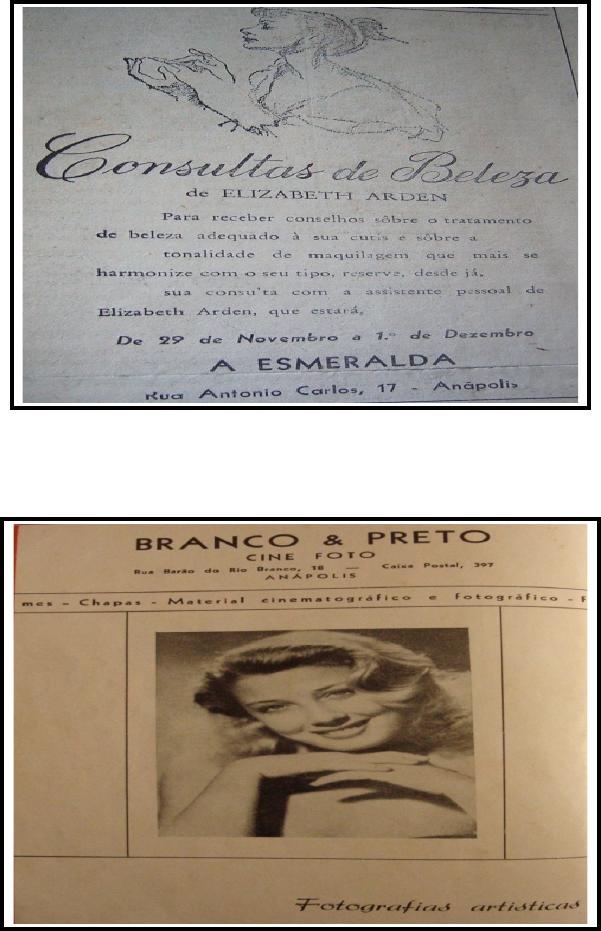 Consultas de Beleza
de ELIZABETH ARDEN
Para receber conselhos sôbre o tratamento
de beleza adequado à sua cutis e sôbre a
tonalidade de maquilagem que mais se
harmonize com o seu tipo, reserve, desde já,
sua consu'ta com a assistente pessoal de
Elizabeth Arden, que estará,
De 29 de Novembro a 1.º de Dezembro
A ESMERALDA
Rua Antonio Carlos, 17 - Anápolis
BRANCO & PRETO
CINE FOTO
Rua Barão do Rio Branco, 18 — Caixa Postal, 397
ANÁPOLIS
mes - Chapas - Material cinematográfico e fotográfico - F
Fotografias artisticas